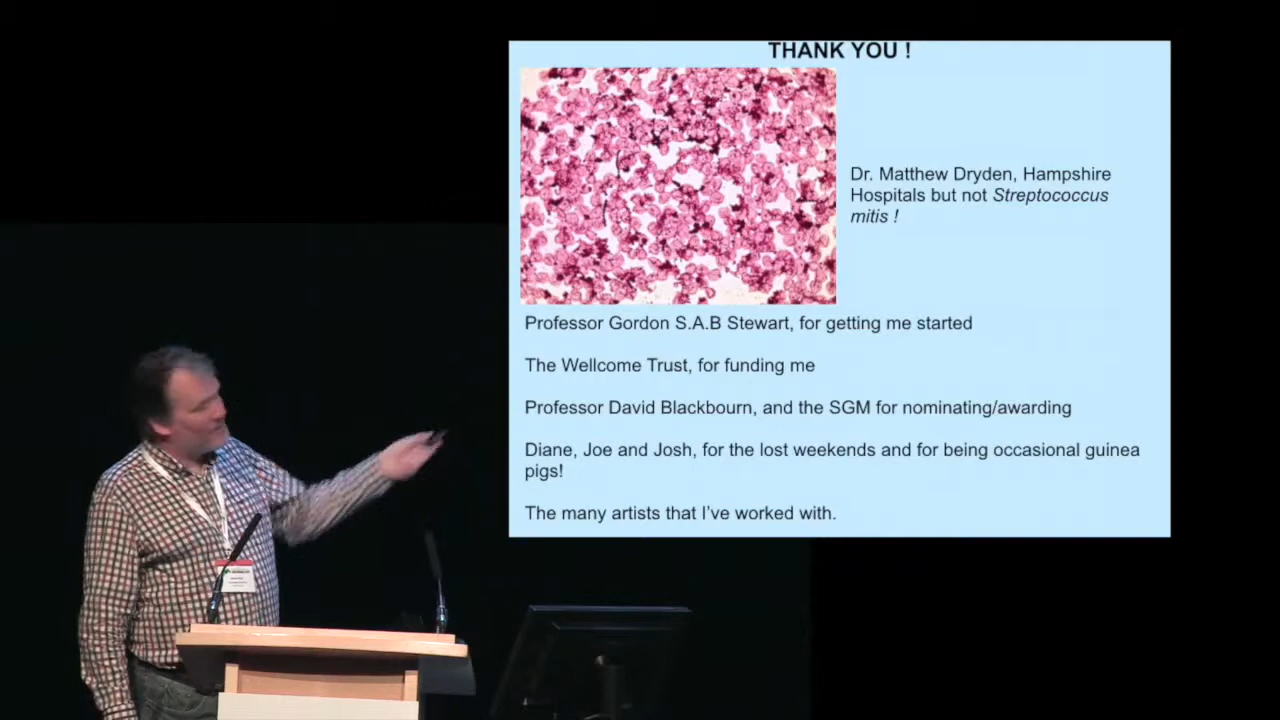 THANK YOU !
Dr. Matthew Dryden, Hampshire
Hospitals but not Streptococcus
mitis !
Professor Gordon S.A.B Stewart, for getting me started
The Wellcome Trust, for funding me
Professor David Blackbourn, and the SGM for nominating/awarding
Diane, Joe and Josh, for the lost weekends and for being occasional guinea
pigs!
The many artists that I’ve worked with.